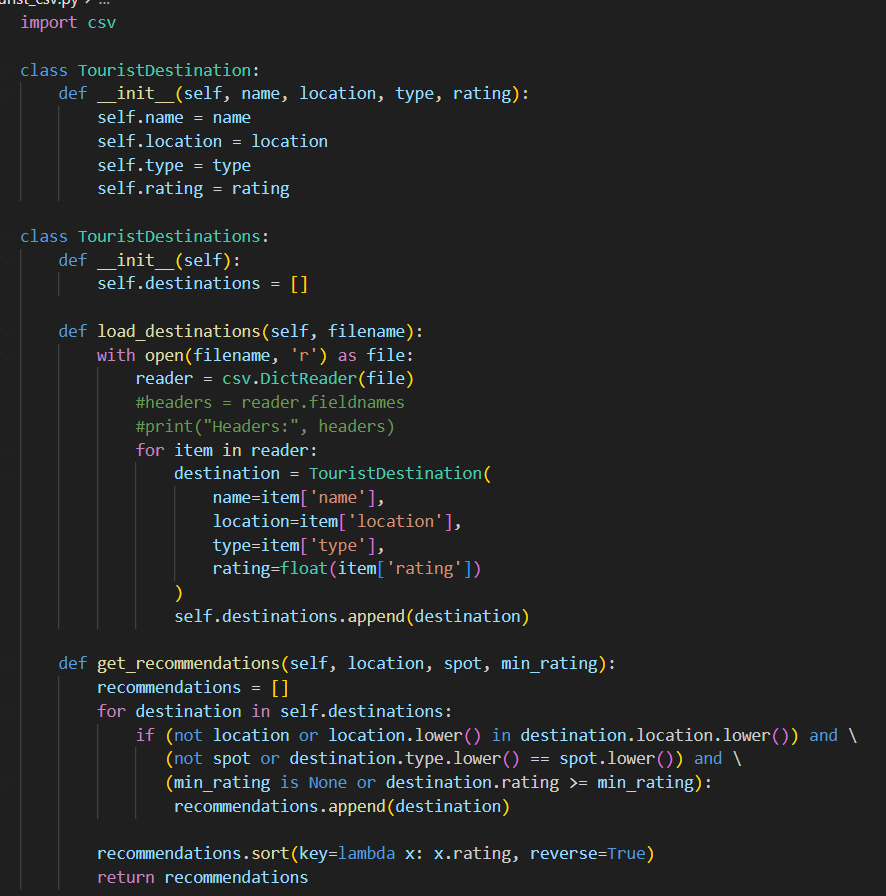 urist_csv.py > ...
import csv

class TouristDestination:
    def __init__(self, name, location, type, rating):
        self.name = name
        self.location = location
        self.type = type
        self.rating = rating

class TouristDestinations:
    def __init__(self):
        self.destinations = []

    def load_destinations(self, filename):
        with open(filename, 'r') as file:
            reader = csv.DictReader(file)
            #headers = reader.fieldnames
            #print("Headers:", headers)
            for item in reader:
                destination = TouristDestination(
                    name=item['name'],
                    location=item['location'],
                    type=item['type'],
                    rating=float(item['rating'])
                )
                self.destinations.append(destination)

    def get_recommendations(self, location, spot, min_rating):
        recommendations = []
        for destination in self.destinations:
            if (not location or location.lower() in destination.location.lower()) and \
               (not spot or destination.type.lower() == spot.lower()) and \
               (min_rating is None or destination.rating >= min_rating):
                recommendations.append(destination)

        recommendations.sort(key=lambda x: x.rating, reverse=True)
        return recommendations